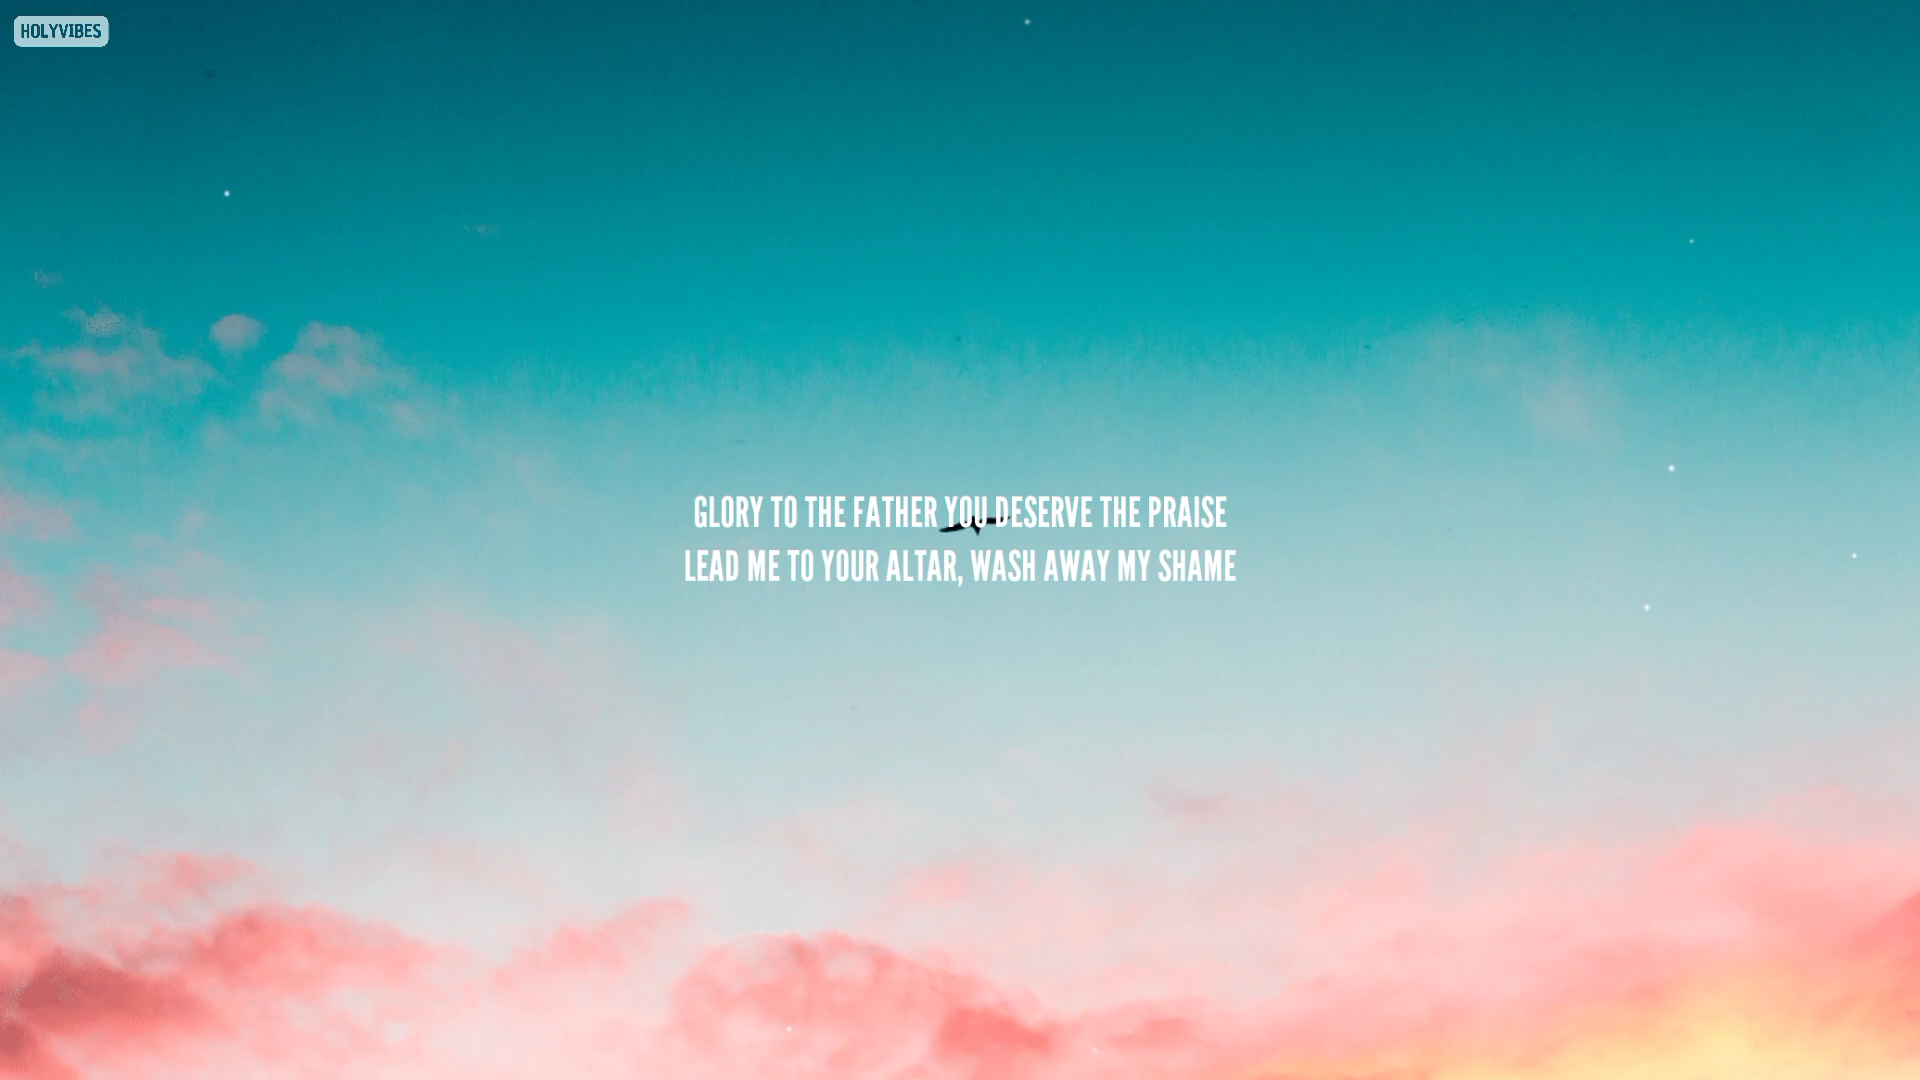 HOLYVIBES
GLORY TO THE FATHER YOU DESERVE THE PRAISE
LEAD ME TO YOUR ALTAR, WASH AWAY MY SHAME